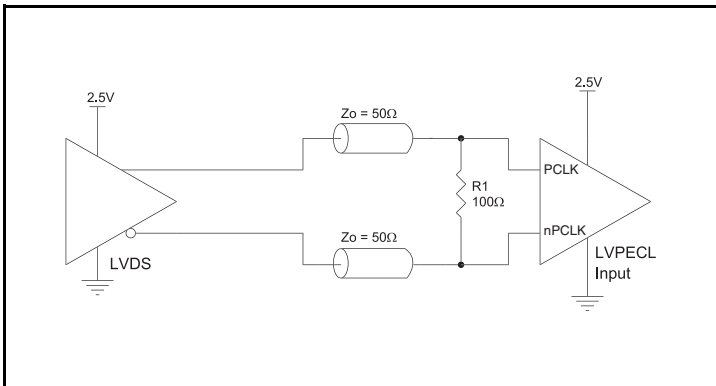 2.5V
2.5V
Zo = 50Ω
PCLK
R1
100Ω
Zo = 50Ω
nPCLK
LVDS
LVPECL
Input